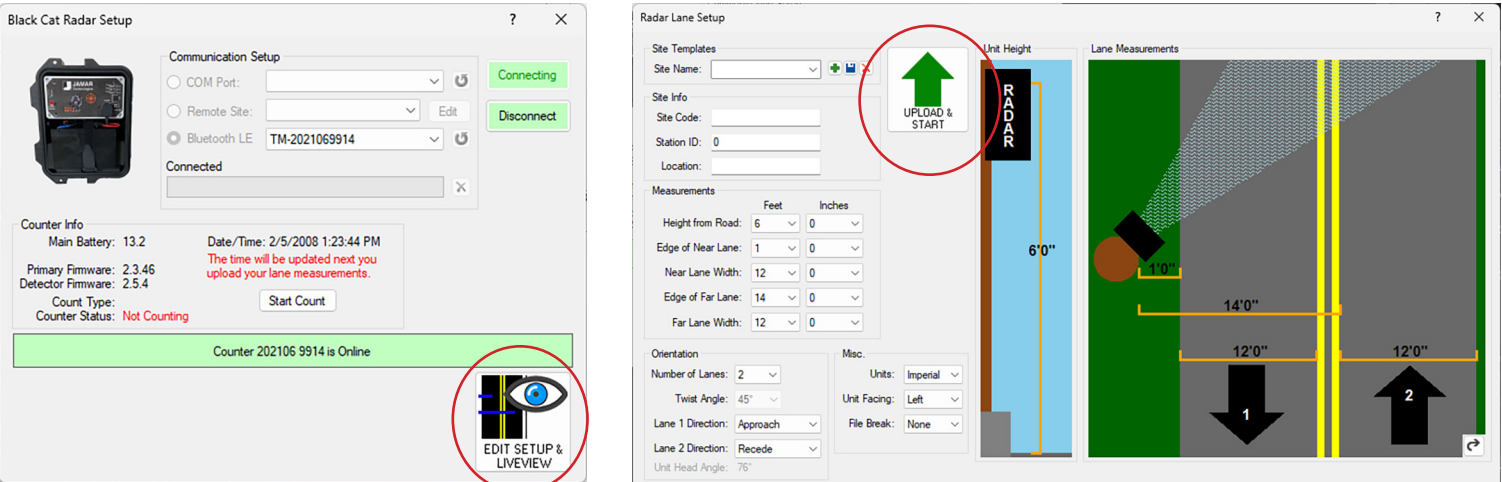 Black Cat Radar Setup
?
JAMAR
Communication Setup
COM Port:
Remote Site:
Edit
Bluetooth LE
TM-2021069914
Connected
Connecting
Disconnect
Counter Info
Main Battery: 13.2
Primary Firmware: 2.3.46
Detector Firmware: 2.5.4
Count Type:
Counter Status: Not Counting
Date/Time: 2/5/2008 1:23:44 PM
The time will be updated next you
upload your lane measurements.
Start Count
Counter 202106 9914 is Online
EDIT SETUP &
LIVEVIEW
Radar Lane Setup
?
Site Templates
Site Name:
Site Info
Site Code:
Station ID: 0
Location:
UPLOAD &
START
Measurements
Feet Inches
Height from Road: 6 0
Edge of Near Lane: 1 0
Near Lane Width: 12 0
Edge of Far Lane: 14 0
Far Lane Width: 12 0
Orientation
Number of Lanes: 2
Twist Angle: 45°
Lane 1 Direction: Approach
Lane 2 Direction: Recede
Unit Head Angle: 76°
Misc.
Units: Imperial
Unit Facing: Left
File Break: None
Unit Height
RADAR
6'0"
Lane Measurements
1'0"
14'0"
12'0" 12'0"
1
2